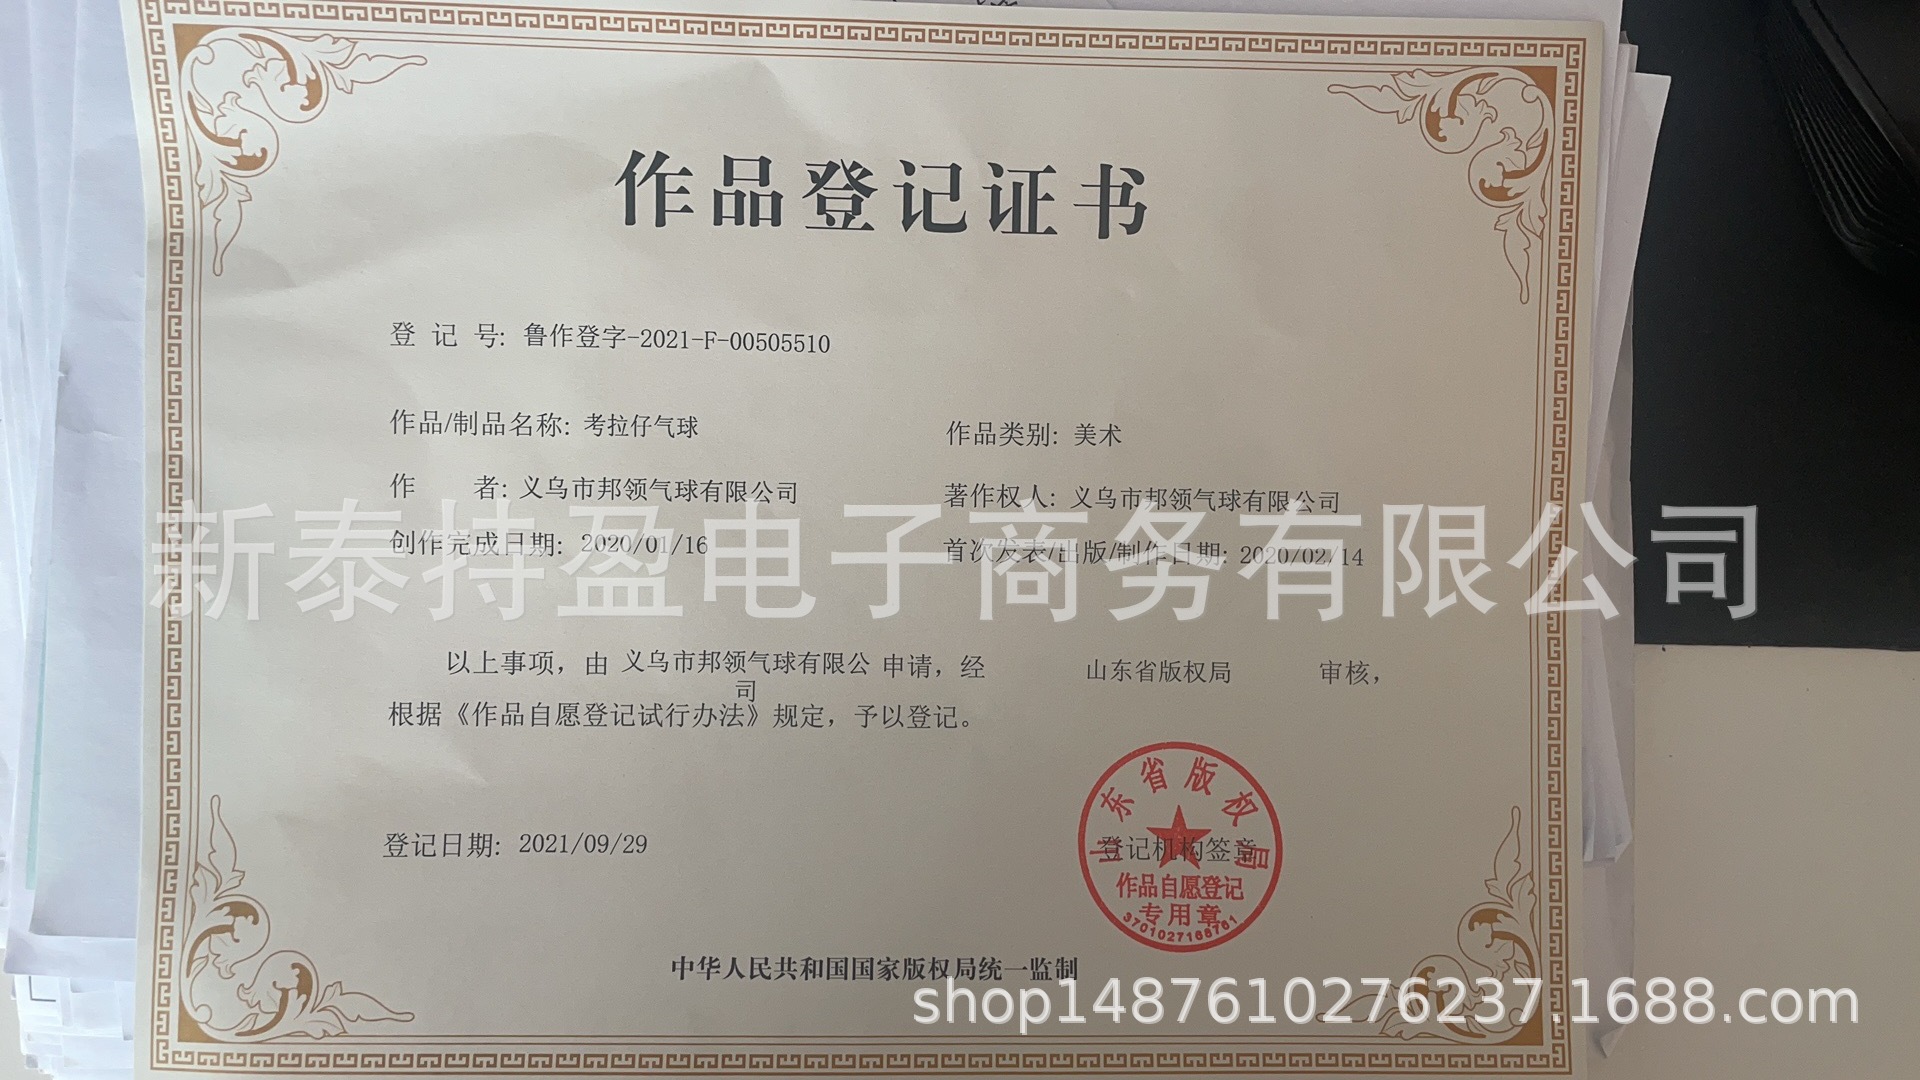 作品登记证书
登 记 号: 鲁作登字-2021-F-00505510
作品/制品名称: 考拉仔气球 作品类别: 美术
作 者: 义乌市邦领气球有限公司 著作权人: 义乌市邦领气球有限公司
新泰持盈电子商务有限公司
创作完成日期: 2020/01/16 首次发表/出版/制作日期: 2020/02/14
以上事项, 由 义乌市邦领气球有限公 申请, 经 山东省版权局 审核,
司
根据《作品自愿登记试行办法》规定, 予以登记。
山东省版权局
登记日期: 2021/09/29 登记机构签章
作品自愿登记
专用章
中华人民共和国国家版权局统一监制
shop1487610276237.1688.com